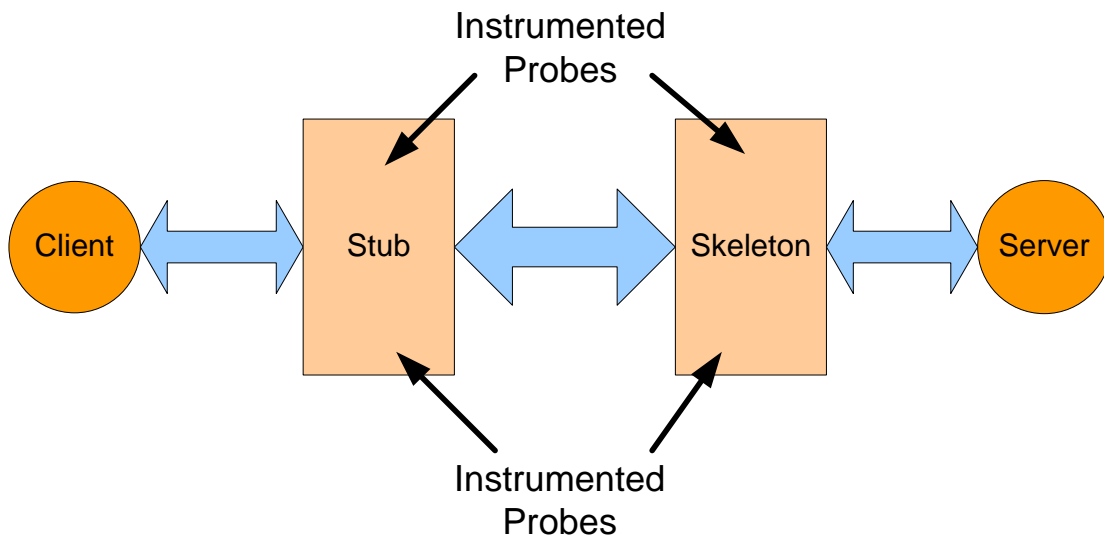 Instrumented
Probes
Client
Stub
Skeleton
Server
Instrumented
Probes